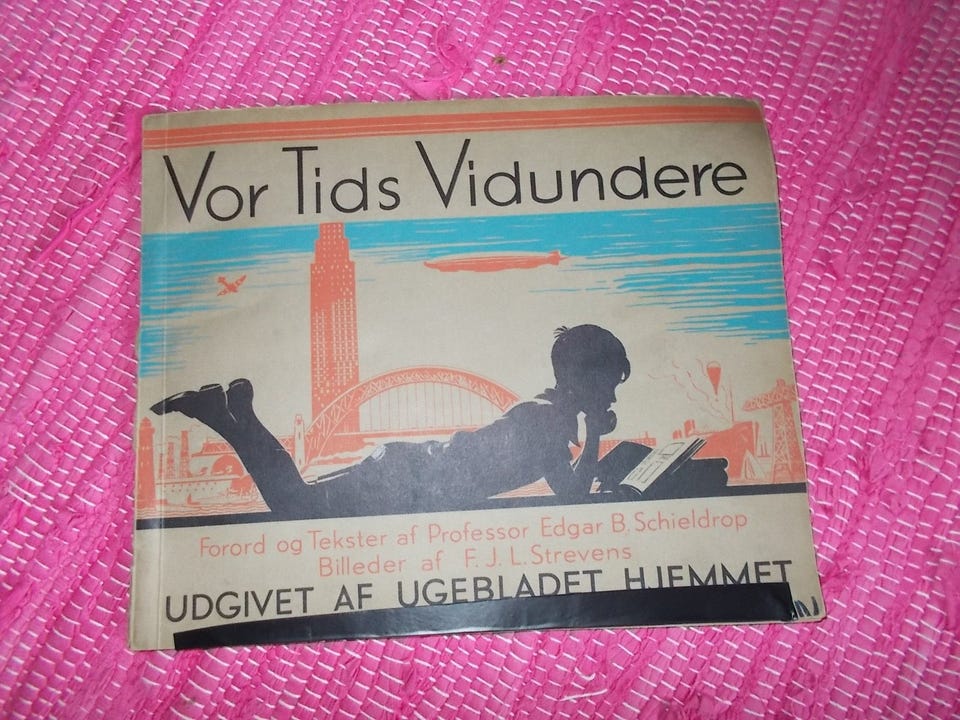 Vor Tids Vidundere
Forord og Tekster af Professor Edgar B. Schieldrop
Billeder af F. J. L. Strevens
UDGIVET AF UGEBLADET HJEMMET